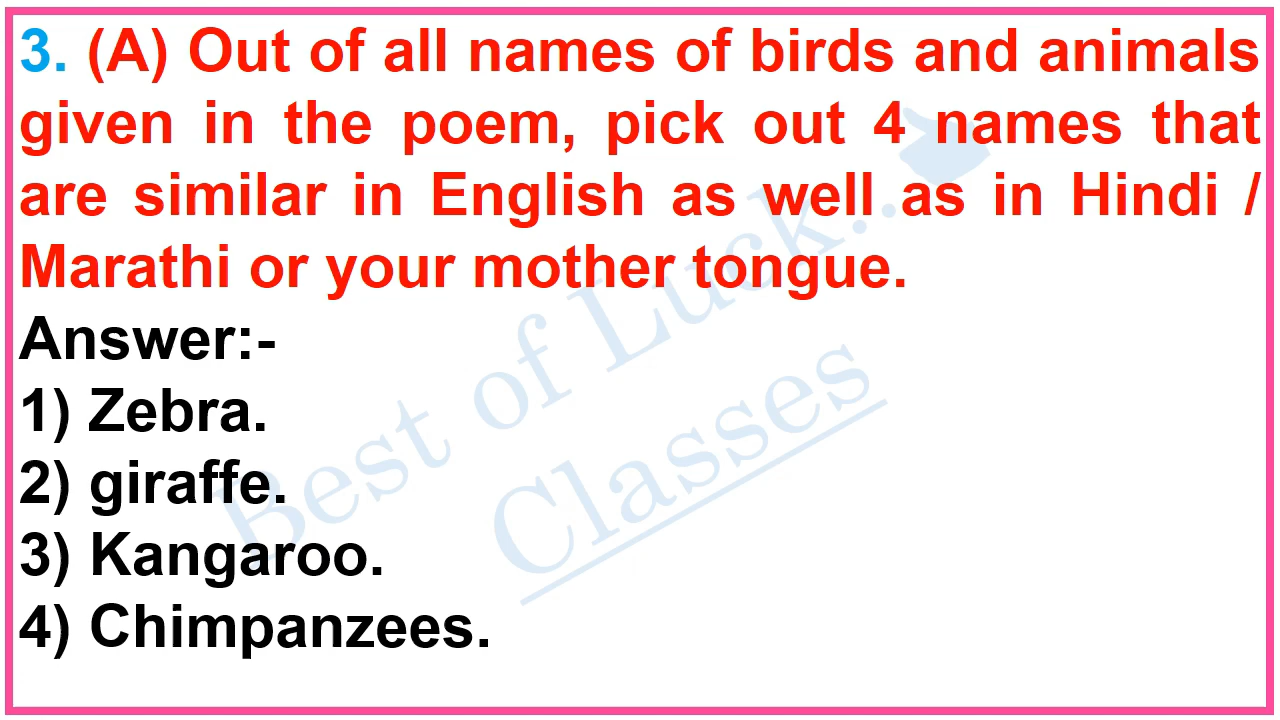 3. (A) Out of all names of birds and animals
given in the poem, pick out 4 names that
are similar in English as well as in Hindi /
Marathi or your mother tongue.
Answer:-
1) Zebra.
2) giraffe.
3) Kangaroo.
4) Chimpanzees.
Best of Luck..
Classes